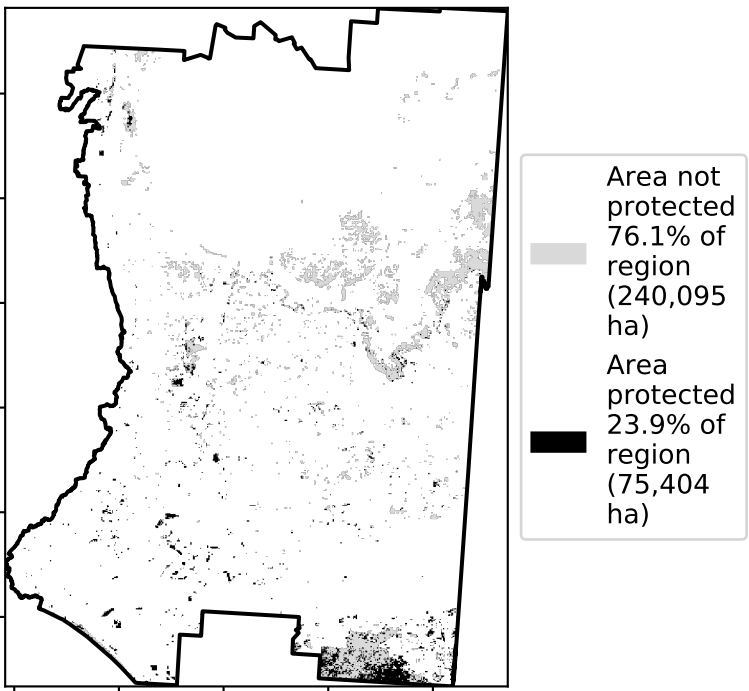 Area not
protected
76.1% of
region
(240,095
ha)
Area
protected
23.9% of
region
(75,404
ha)